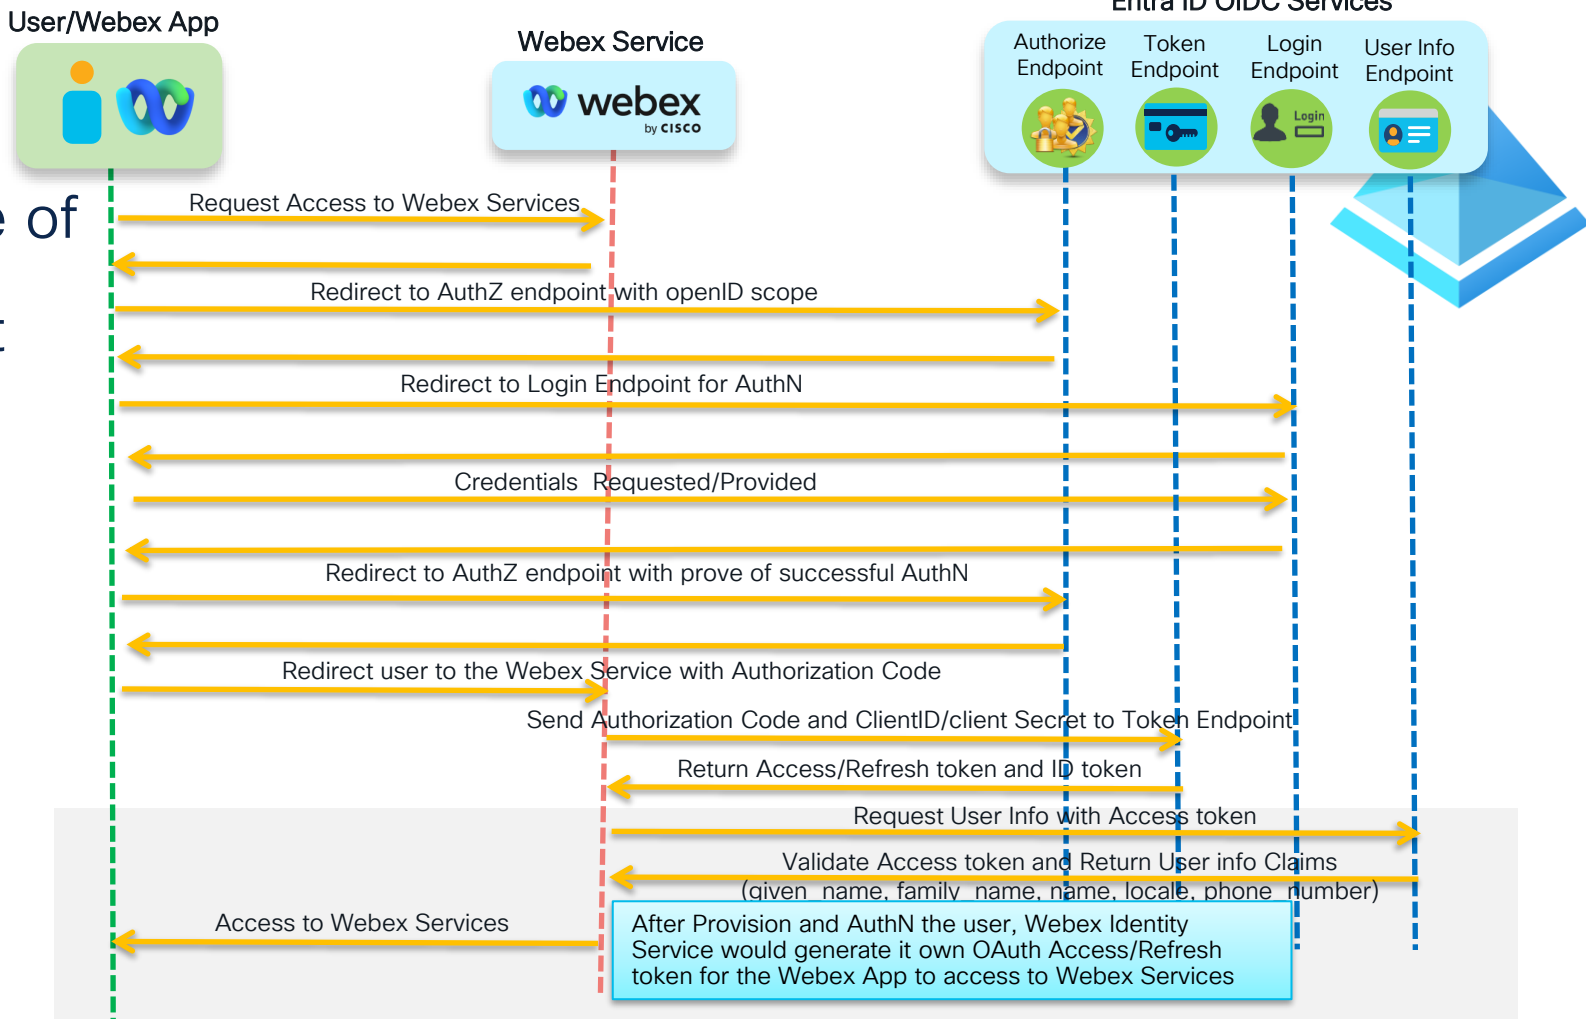 Entra ID OIDC Services
User/Webex App
Webex Service
Authorize
Endpoint
Token
Endpoint
Login
Endpoint
User Info
Endpoint
webex
by CISCO
Login
Request Access to Webex Services
e of
Redirect to AuthZ endpoint with openID scope
t
Redirect to Login Endpoint for AuthN
Credentials Requested/Provided
Redirect to AuthZ endpoint with prove of successful AuthN
Redirect user to the Webex Service with Authorization Code
Send Authorization Code and ClientID/client Secret to Token Endpoint
Return Access/Refresh token and ID token
Request User Info with Access token
Validate Access token and Return User info Claims
(given_name, family_name, name, locale, phone_number)
Access to Webex Services
After Provision and AuthN the user, Webex Identity
Service would generate it own OAuth Access/Refresh
token for the Webex App to access to Webex Services